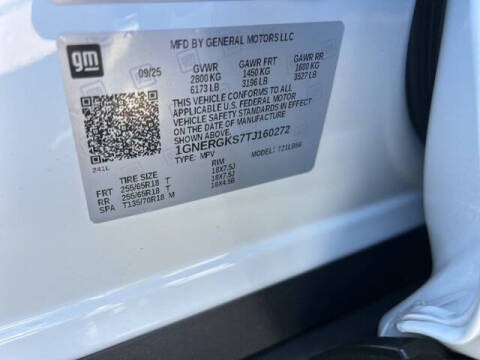 MFD BY GENERAL MOTORS LLC
gm
09/25
GVWR GAWR FRT GAWR RR
2800 KG 1450 KG 1600 KG
6173 LB 3196 LB 3527 LB
THIS VEHICLE CONFORMS TO ALL
APPLICABLE U.S. FEDERAL MOTOR
VEHICLE SAFETY STANDARDS IN EFFECT
ON THE DATE OF MANUFACTURE
SHOWN ABOVE.
1GNERGKS7TJ160272
TYPE: MPV MODEL:
241L
TIRE SIZE RIM
FRT 255/65R18 T 18X7.5J
RR 255/65R18 T 18X7.5J
SPA T135/70R18 M 18X4.5B